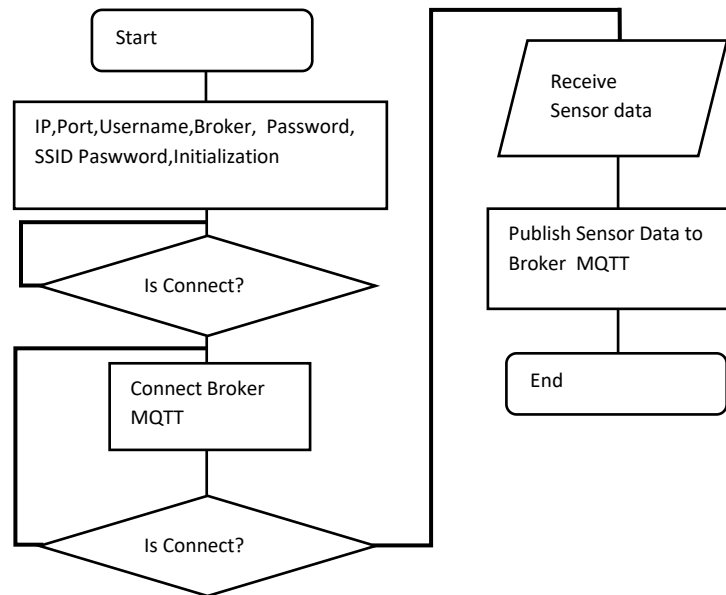 Start
IP,Port,Username,Broker, Password,
SSID Paswword,Initialization
Is Connect?
Connect Broker
MQTT
Is Connect?
Receive
Sensor data
Publish Sensor Data to
Broker MQTT
End